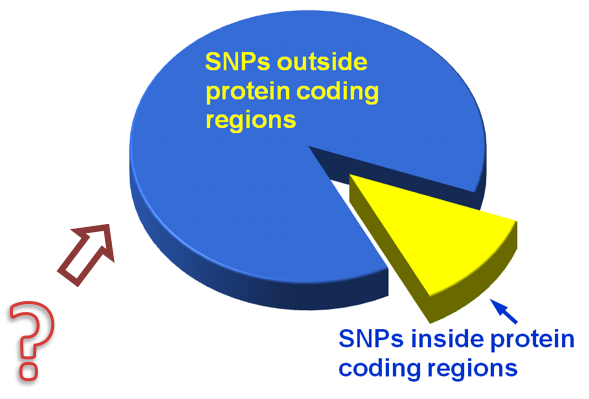 SNPs outside
protein coding
regions
SNPs inside protein
coding regions
?